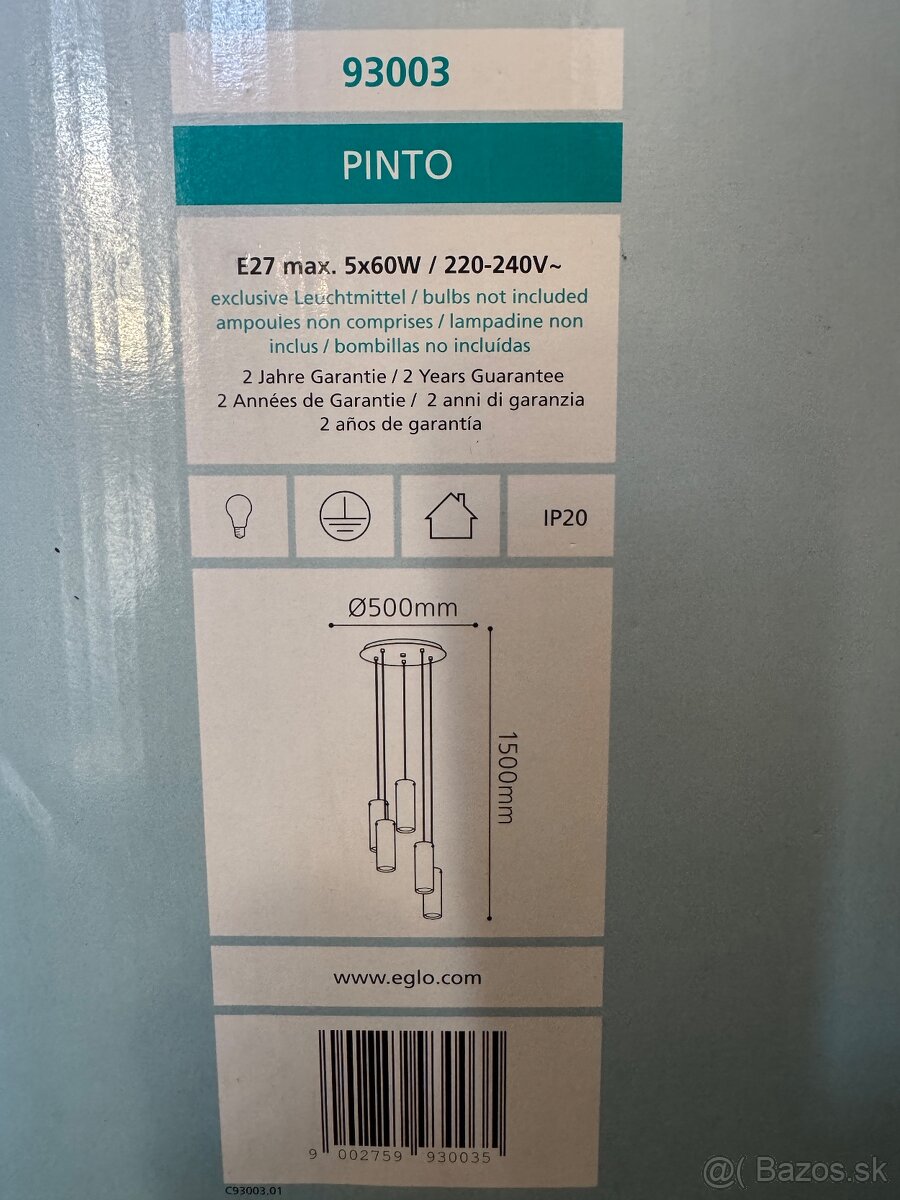 93003
PINTO
E27 max. 5x60W / 220-240V~
exclusive Leuchtmittel / bulbs not included
ampoules non comprises / lampadine non
inclus / bombillas no incluídas
2 Jahre Garantie / 2 Years Guarantee
2 Années de Garantie / 2 anni di garanzia
2 años de garantía
IP20
Ø500mm
1500mm
www.eglo.com
9 002759 930035
C93003.01
@( Bazos.sk